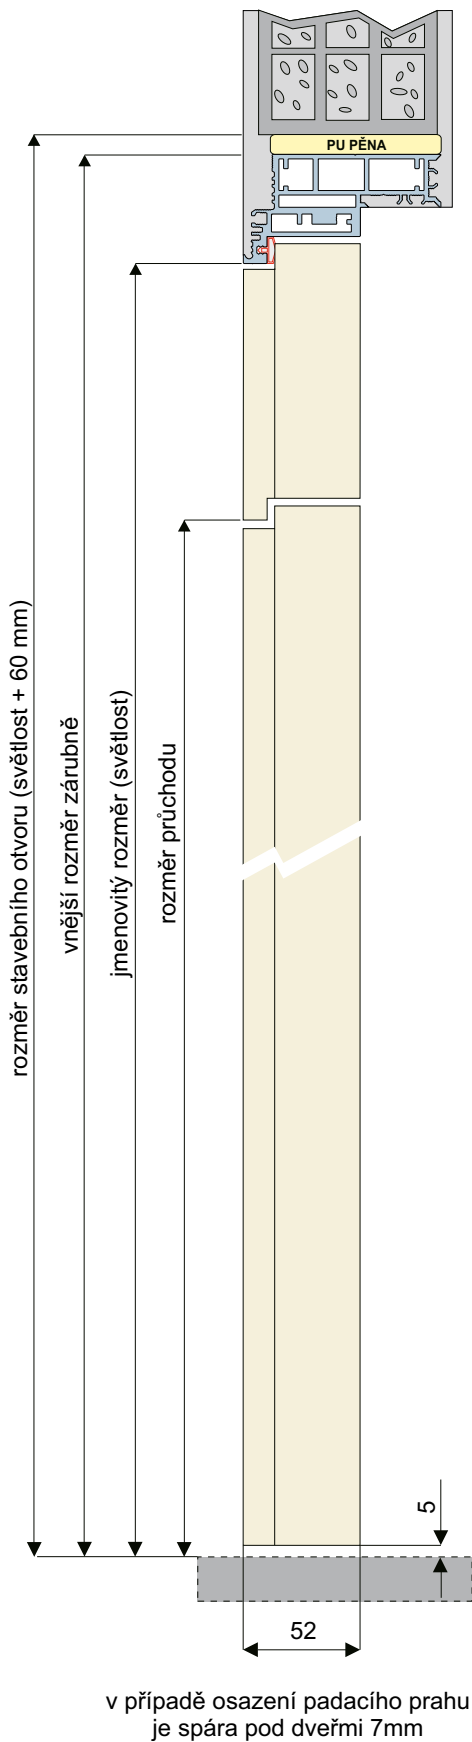 PU PĚNA
rozměr stavebního otvoru (světlost + 60 mm)
vnější rozměr zárubně
jmenovitý rozměr (světlost)
rozměr průchodu
5
52
v případě osazení padacího prahu
je spára pod dveřmi 7mm